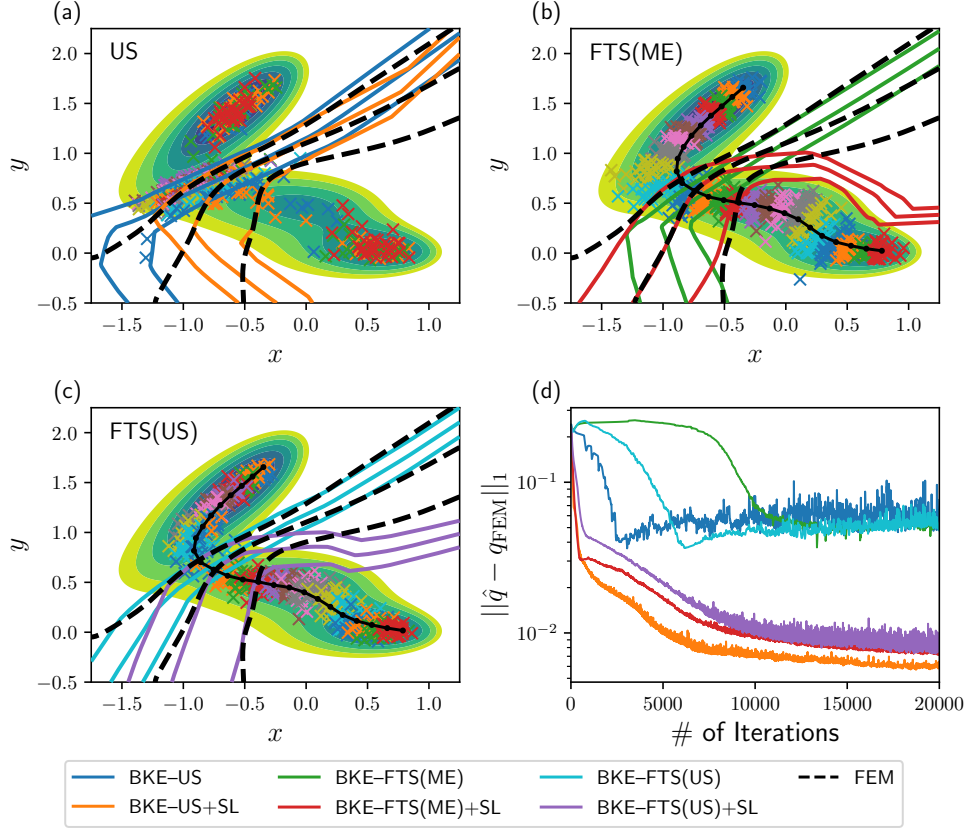 (a)
US
2.0
1.5
1.0
0.5
0.0
−0.5
y
−1.5 −1.0 −0.5 0.0 0.5 1.0
x
(b)
FTS(ME)
2.0
1.5
1.0
0.5
0.0
−0.5
y
−1.5 −1.0 −0.5 0.0 0.5 1.0
x
(c)
FTS(US)
2.0
1.5
1.0
0.5
0.0
−0.5
y
−1.5 −1.0 −0.5 0.0 0.5 1.0
x
(d)
10⁻¹
10⁻²
||q̂ − q_FEM||₁
0 5000 10000 15000 20000
# of Iterations
BKE–US BKE–FTS(ME) BKE–FTS(US) FEM
BKE–US+SL BKE–FTS(ME)+SL BKE–FTS(US)+SL